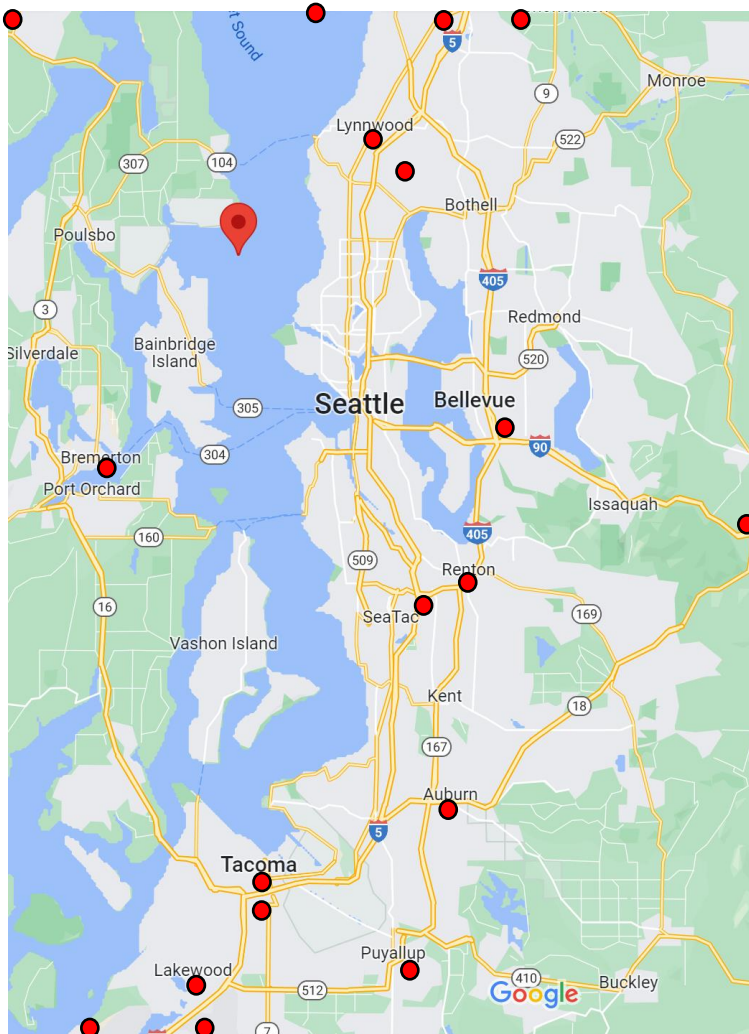 t Sound
5
Monroe
9
Lynnwood
522
307
104
Bothell
Poulsbo
405
3
Redmond
Silverdale
Bainbridge
Island
520
305
Seattle
Bellevue
304
90
Bremerton
Port Orchard
Issaquah
160
405
509
Renton
16
SeaTac
169
Vashon Island
Kent
18
167
Auburn
5
Tacoma
Puyallup
Lakewood
410
Buckley
512
Google
7